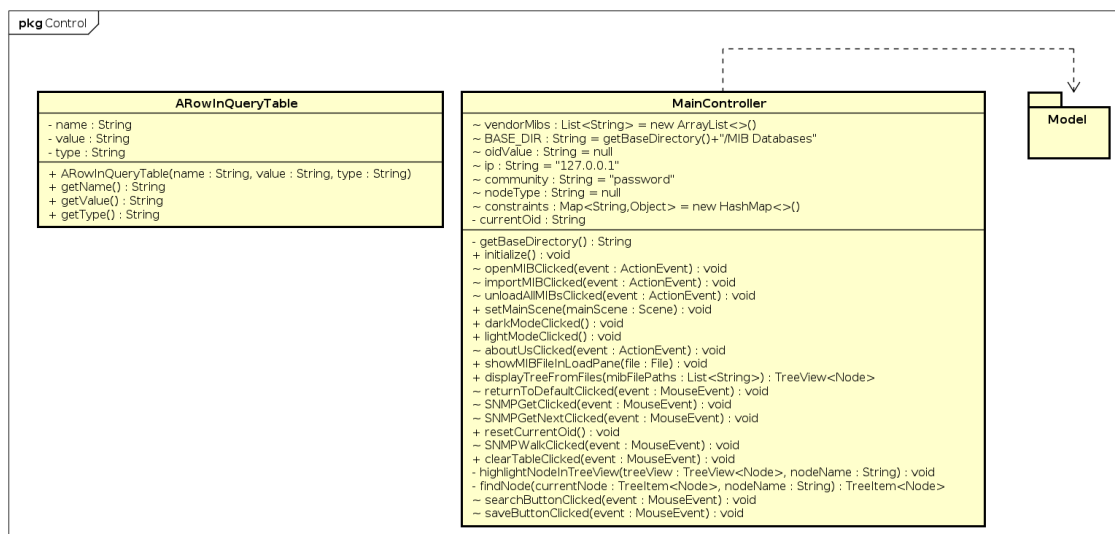 pkg Control
ARowInQueryTable
- name : String
- value : String
- type : String
+ ARowInQueryTable(name : String, value : String, type : String)
+ getName() : String
+ getValue() : String
+ getType() : String
MainController
~ vendorMibs : List<String> = new ArrayList<>()
~ BASE_DIR : String = getBaseDirectory()+"/MIB Databases"
~ oidValue : String = null
~ ip : String = "127.0.0.1"
~ community : String = "password"
~ nodeType : String = null
~ constraints : Map<String,Object> = new HashMap<>()
- currentOid : String
- getBaseDirectory() : String
+ initialize() : void
~ openMIBClicked(event : ActionEvent) : void
~ importMIBClicked(event : ActionEvent) : void
~ unloadAllMIBsClicked(event : ActionEvent) : void
+ setMainScene(mainScene : Scene) : void
+ darkModeClicked() : void
+ lightModeClicked() : void
~ aboutUsClicked(event : ActionEvent) : void
+ showMIBFileInLoadPane(file : File) : void
+ displayTreeFromFiles(mibFilePaths : List<String>) : TreeView<Node>
~ returnToDefaultClicked(event : MouseEvent) : void
~ SNMPGetClicked(event : MouseEvent) : void
~ SNMPGetNextClicked(event : MouseEvent) : void
+ resetCurrentOid() : void
~ SNMPWalkClicked(event : MouseEvent) : void
+ clearTableClicked(event : MouseEvent) : void
- highlightNodeInTreeView(treeView : TreeView<Node>, nodeName : String) : void
- findNode(currentNode : TreeItem<Node>, nodeName : String) : TreeItem<Node>
~ searchButtonClicked(event : MouseEvent) : void
~ saveButtonClicked(event : MouseEvent) : void
Model